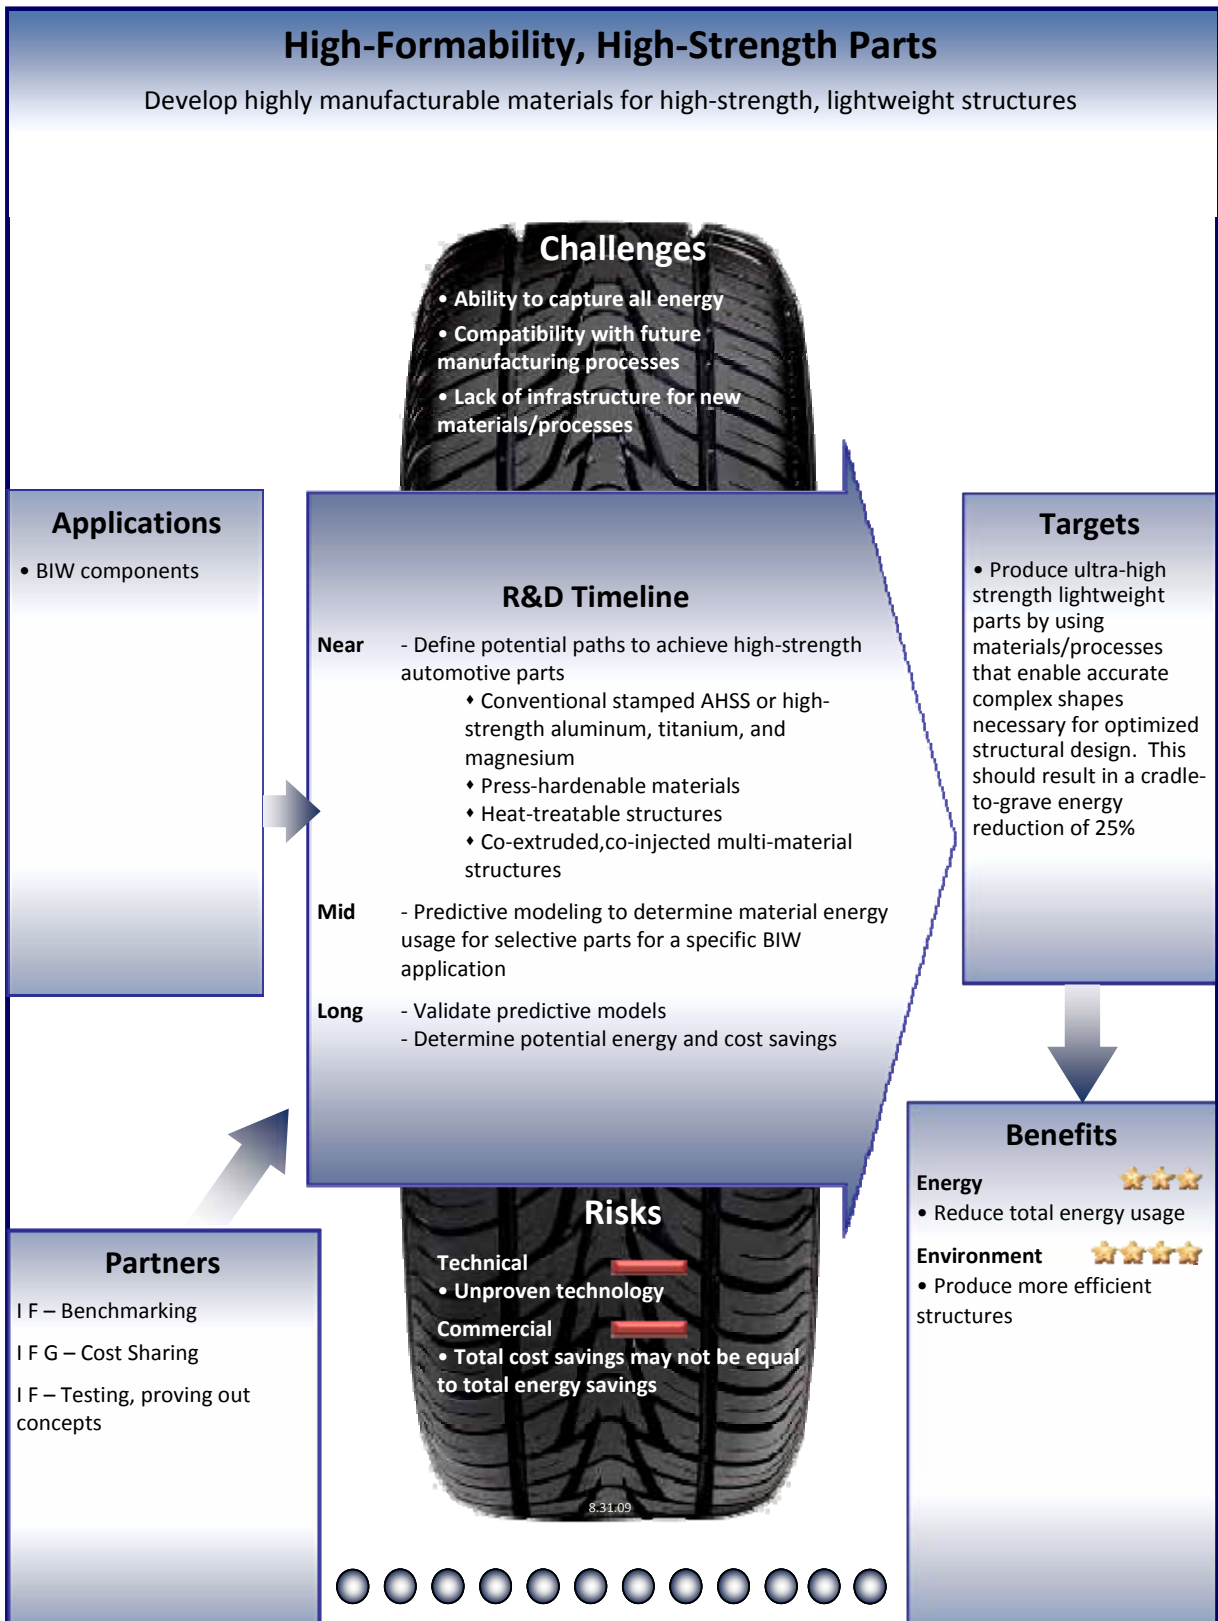 High-Formability, High-Strength Parts
Develop highly manufacturable materials for high-strength, lightweight structures
Challenges
• Ability to capture all energy
• Compatibility with future
manufacturing processes
• Lack of infrastructure for new
materials/processes
Applications
• BIW components
R&D Timeline
Near - Define potential paths to achieve high-strength
automotive parts
♦ Conventional stamped AHSS or high-
strength aluminum, titanium, and
magnesium
♦ Press-hardenable materials
♦ Heat-treatable structures
♦ Co-extruded,co-injected multi-material
structures
Mid - Predictive modeling to determine material energy
usage for selective parts for a specific BIW
application
Long - Validate predictive models
- Determine potential energy and cost savings
Targets
• Produce ultra-high
strength lightweight
parts by using
materials/processes
that enable accurate
complex shapes
necessary for optimized
structural design. This
should result in a cradle-
to-grave energy
reduction of 25%
Partners
I F – Benchmarking
I F G – Cost Sharing
I F – Testing, proving out
concepts
Risks
Technical
• Unproven technology
Commercial
• Total cost savings may not be equal
to total energy savings
8.31.09
Benefits
Energy
• Reduce total energy usage
Environment
• Produce more efficient
structures